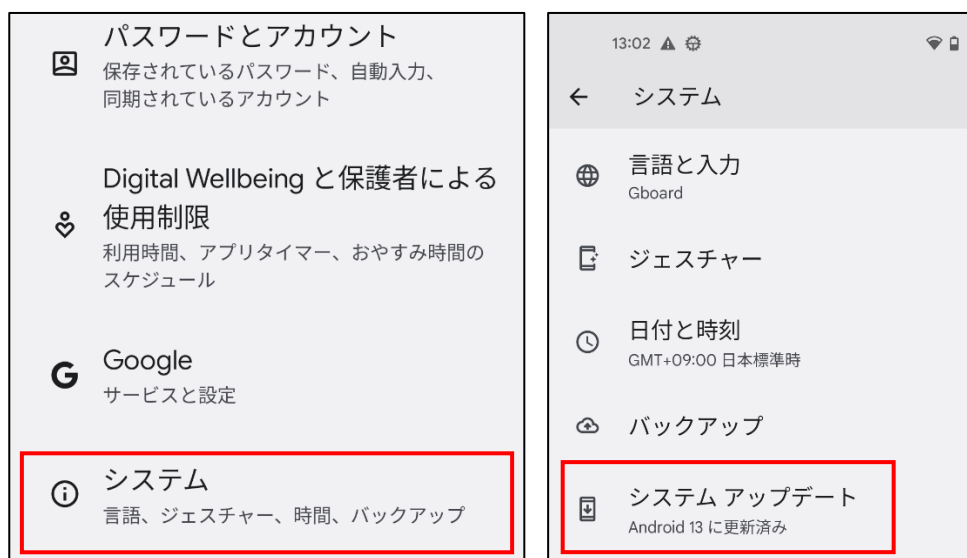 パスワードとアカウント
保存されているパスワード、自動入力、
同期されているアカウント
Digital Wellbeing と保護者による
使用制限
利用時間、アプリタイマー、おやすみ時間の
スケジュール
Google
サービスと設定
システム
言語、ジェスチャー、時間、バックアップ
13:02
システム
言語と入力
Gboard
ジェスチャー
日付と時刻
GMT+09:00 日本標準時
バックアップ
システム アップデート
Android 13 に更新済み